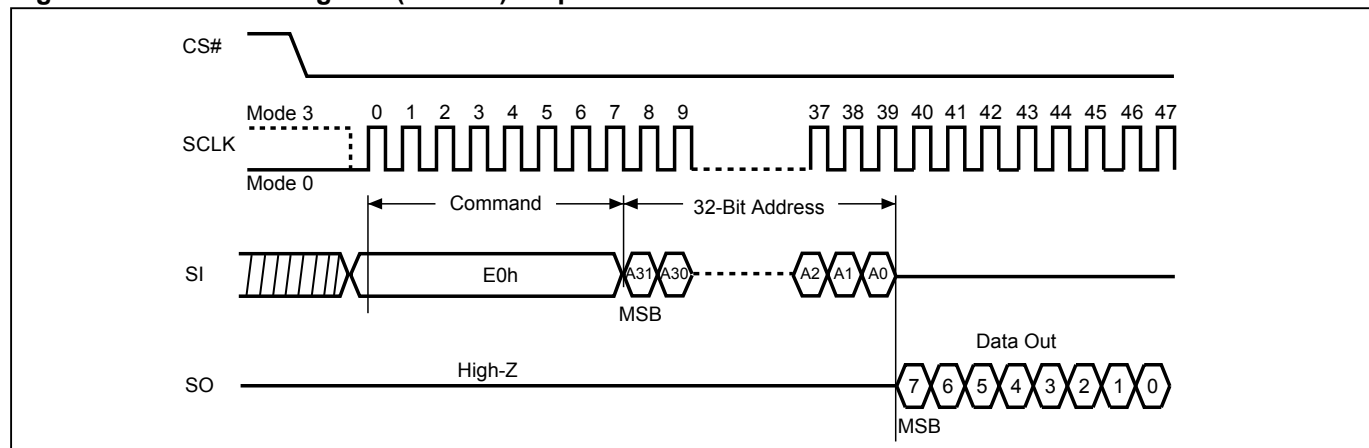 CS#
Mode 3 0 1 2 3 4 5 6 7 8 9 37 38 39 40 41 42 43 44 45 46 47
SCLK
Mode 0
Command 32-Bit Address
SI E0h A31 A30 A2 A1 A0
MSB
Data Out
High-Z
SO 7 6 5 4 3 2 1 0
MSB